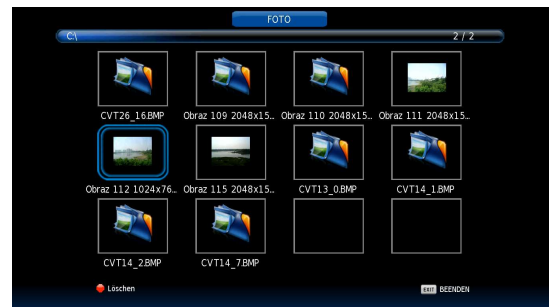 FOTO
C:\ 2 / 2
CVT26_16.BMP Obraz 109 2048x15.. Obraz 110 2048x15.. Obraz 111 2048x15..
Obraz 112 1024x76.. Obraz 115 2048x15.. CVT13_0.BMP CVT14_1.BMP
CVT14_2.BMP CVT14_7.BMP
Löschen EXIT BEENDEN